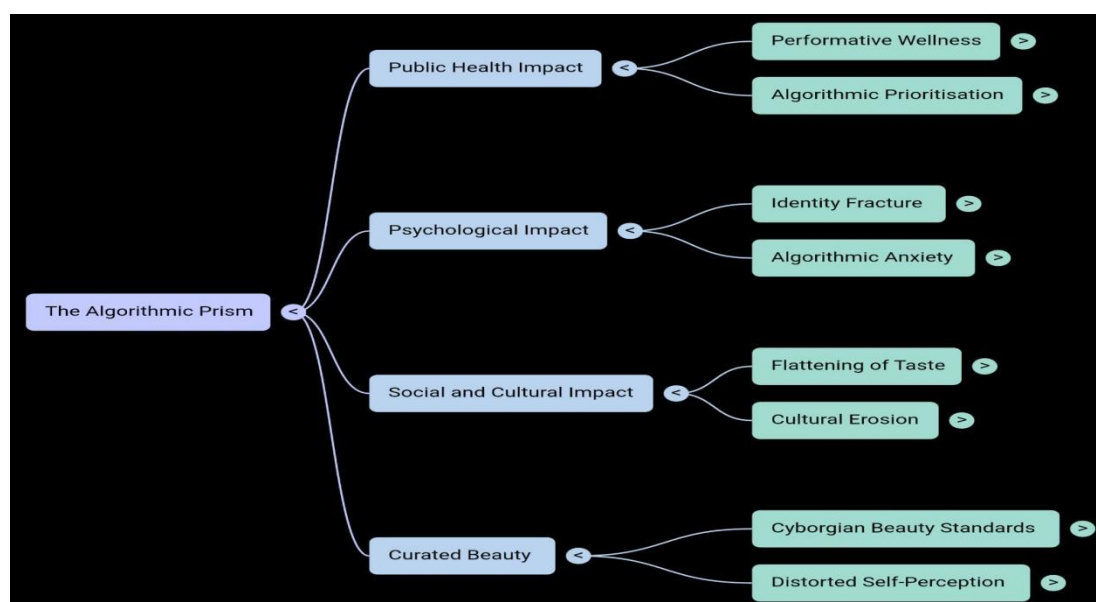 The Algorithmic Prism
<
Public Health Impact
<
Performative Wellness
>
Algorithmic Prioritisation
>
Psychological Impact
<
Identity Fracture
>
Algorithmic Anxiety
>
Social and Cultural Impact
<
Flattening of Taste
>
Cultural Erosion
>
Curated Beauty
<
Cyborgian Beauty Standards
>
Distorted Self-Perception
>